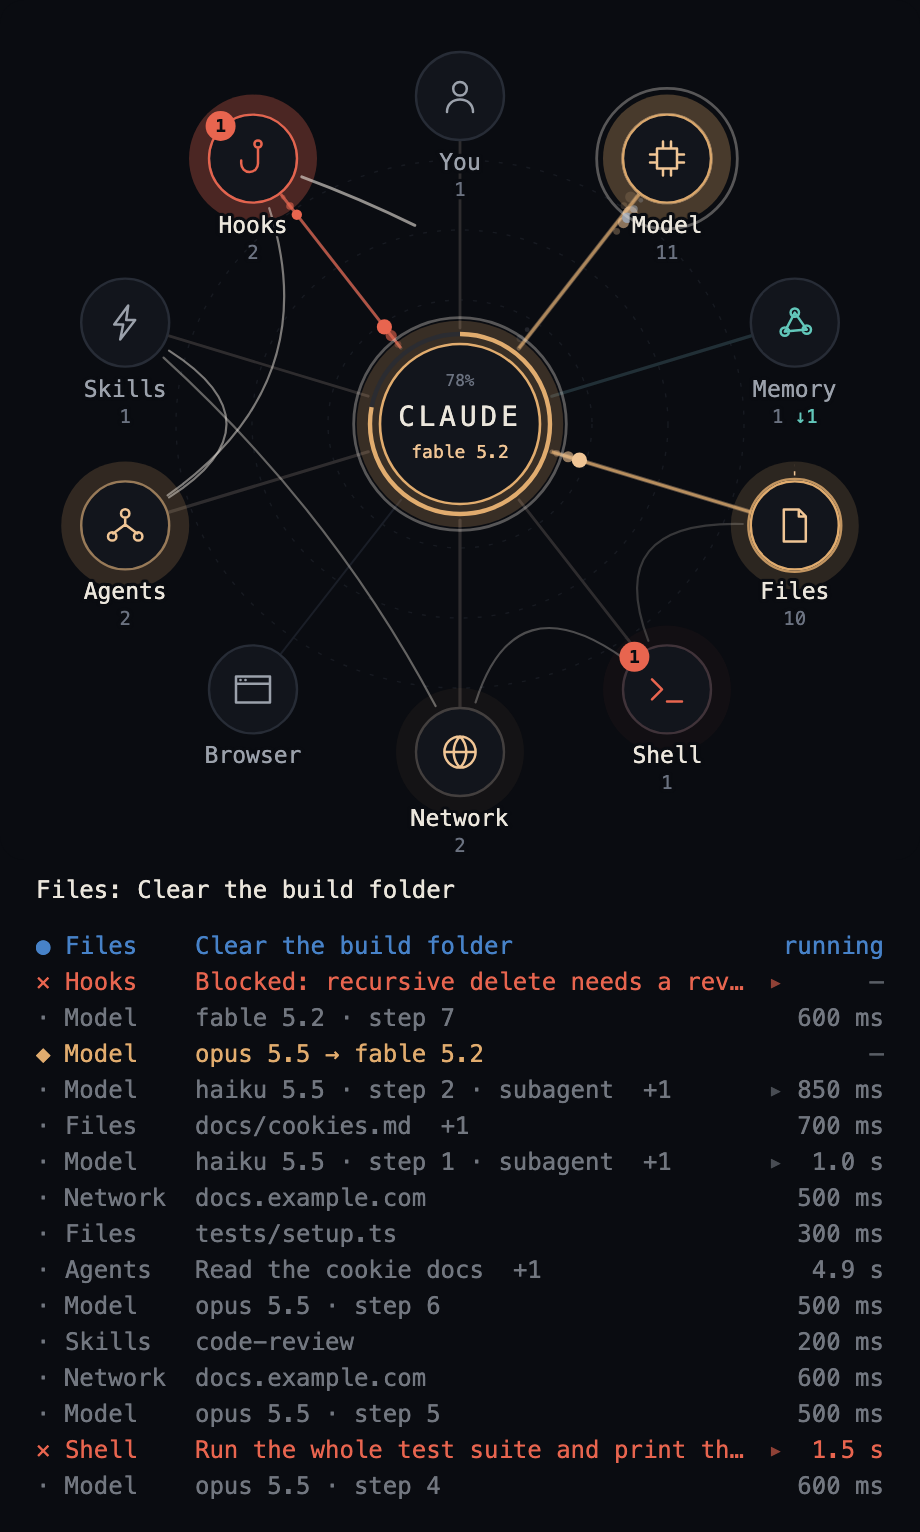 You
1
1
Hooks
2
Model
11
Skills
1
Memory
1 ↓1
78%
CLAUDE
fable 5.2
Agents
2
Files
10
Browser
1
Shell
1
Network
2
Files: Clear the build folder
● Files Clear the build folder running
× Hooks Blocked: recursive delete needs a rev… ▸ —
· Model fable 5.2 · step 7 600 ms
◆ Model opus 5.5 → fable 5.2 —
· Model haiku 5.5 · step 2 · subagent +1 ▸ 850 ms
· Files docs/cookies.md +1 700 ms
· Model haiku 5.5 · step 1 · subagent +1 ▸ 1.0 s
· Network docs.example.com 500 ms
· Files tests/setup.ts 300 ms
· Agents Read the cookie docs +1 4.9 s
· Model opus 5.5 · step 6 500 ms
· Skills code-review 200 ms
· Network docs.example.com 600 ms
· Model opus 5.5 · step 5 500 ms
× Shell Run the whole test suite and print th… ▸ 1.5 s
· Model opus 5.5 · step 4 600 ms